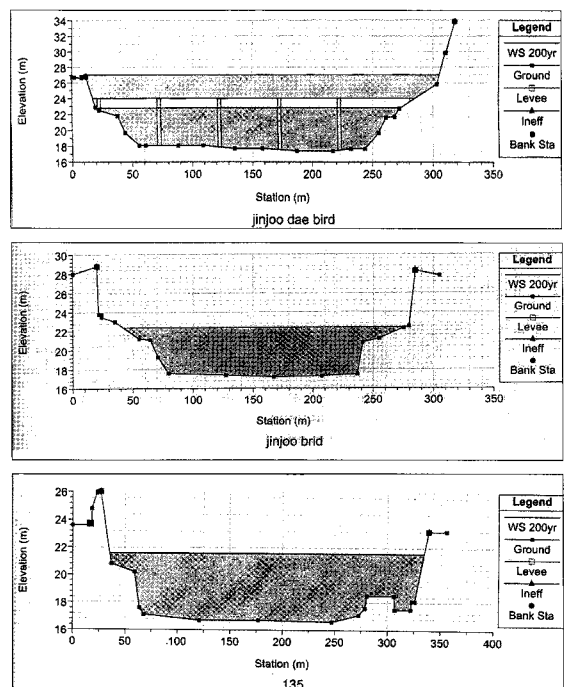 34
32
30
28
26
24
22
20
18
16
0
50
100
150
200
250
300
350
Elevation (m)
Station (m)
Legend
WS 200yr
Ground
Levee
Ineff
Bank Sta
jinjoo dae bird
30
28
26
24
22
20
18
16
0
50
100
150
200
250
300
350
Elevation (m)
Station (m)
Legend
WS 200yr
Ground
Levee
Ineff
Bank Sta
jinjoo brid
26
24
22
20
18
16
0
50
100
150
200
250
300
350
400
Elevation (m)
Station (m)
Legend
WS 200yr
Ground
Levee
Ineff
Bank Sta
135